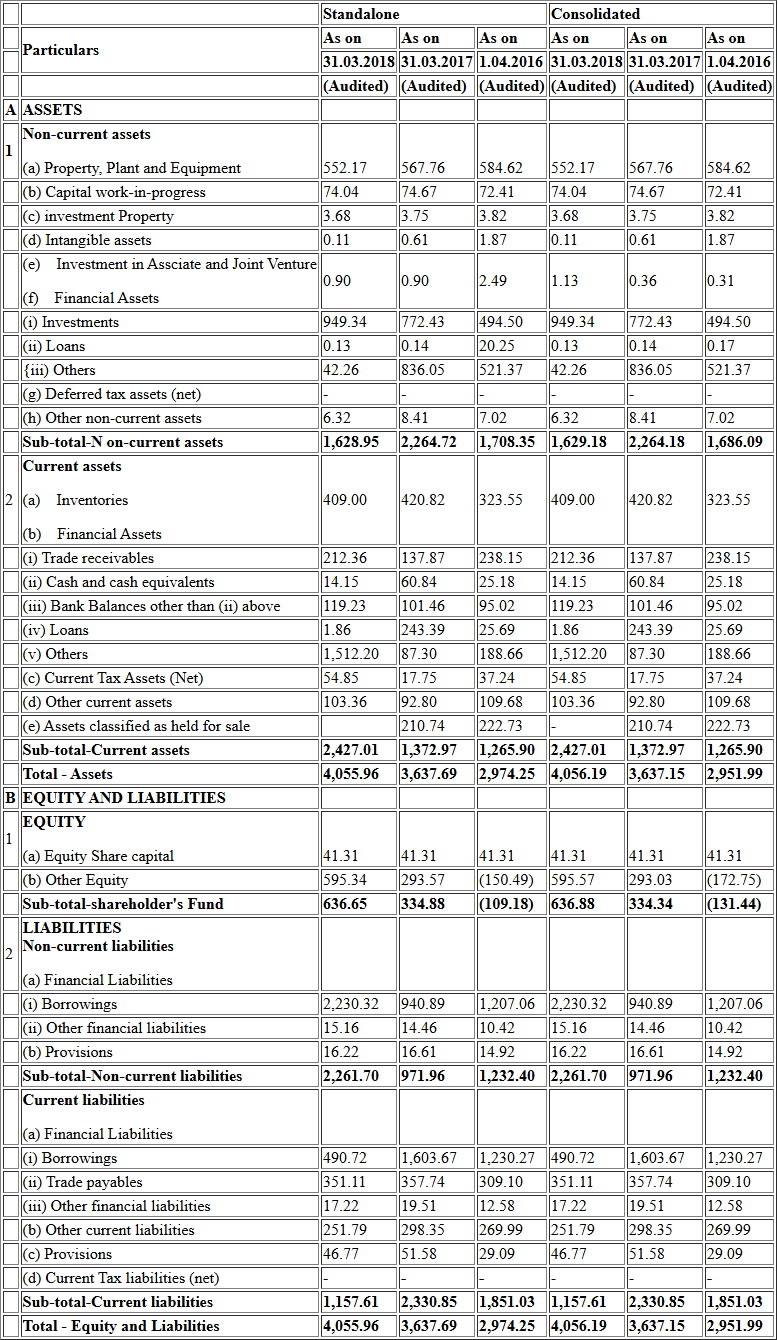 Standalone Consolidated
Particulars As on As on As on As on As on As on
31.03.2018 31.03.2017 1.04.2016 31.03.2018 31.03.2017 1.04.2016
(Audited) (Audited) (Audited) (Audited) (Audited) (Audited)
A ASSETS
1 Non-current assets
(a) Property, Plant and Equipment 552.17 567.76 584.62 552.17 567.76 584.62
(b) Capital work-in-progress 74.04 74.67 72.41 74.04 74.67 72.41
(c) investment Property 3.68 3.75 3.82 3.68 3.75 3.82
(d) Intangible assets 0.11 0.61 1.87 0.11 0.61 1.87
(e) Investment in Assciate and Joint Venture 0.90 0.90 2.49 1.13 0.36 0.31
(f) Financial Assets
(i) Investments 949.34 772.43 494.50 949.34 772.43 494.50
(ii) Loans 0.13 0.14 20.25 0.13 0.14 0.17
{iii) Others 42.26 836.05 521.37 42.26 836.05 521.37
(g) Deferred tax assets (net) - - - - - -
(h) Other non-current assets 6.32 8.41 7.02 6.32 8.41 7.02
Sub-total-N on-current assets 1,628.95 2,264.72 1,708.35 1,629.18 2,264.18 1,686.09
Current assets
2 (a) Inventories 409.00 420.82 323.55 409.00 420.82 323.55
(b) Financial Assets
(i) Trade receivables 212.36 137.87 238.15 212.36 137.87 238.15
(ii) Cash and cash equivalents 14.15 60.84 25.18 14.15 60.84 25.18
(iii) Bank Balances other than (ii) above 119.23 101.46 95.02 119.23 101.46 95.02
(iv) Loans 1.86 243.39 25.69 1.86 243.39 25.69
(v) Others 1,512.20 87.30 188.66 1,512.20 87.30 188.66
(c) Current Tax Assets (Net) 54.85 17.75 37.24 54.85 17.75 37.24
(d) Other current assets 103.36 92.80 109.68 103.36 92.80 109.68
(e) Assets classified as held for sale 210.74 222.73 - 210.74 222.73
Sub-total-Current assets 2,427.01 1,372.97 1,265.90 2,427.01 1,372.97 1,265.90
Total - Assets 4,055.96 3,637.69 2,974.25 4,056.19 3,637.15 2,951.99
B EQUITY AND LIABILITIES
1 EQUITY
(a) Equity Share capital 41.31 41.31 41.31 41.31 41.31 41.31
(b) Other Equity 595.34 293.57 (150.49) 595.57 293.03 (172.75)
Sub-total-shareholder's Fund 636.65 334.88 (109.18) 636.88 334.34 (131.44)
2 LIABILITIES
Non-current liabilities
(a) Financial Liabilities
(i) Borrowings 2,230.32 940.89 1,207.06 2,230.32 940.89 1,207.06
(ii) Other financial liabilities 15.16 14.46 10.42 15.16 14.46 10.42
(b) Provisions 16.22 16.61 14.92 16.22 16.61 14.92
Sub-total-Non-current liabilities 2,261.70 971.96 1,232.40 2,261.70 971.96 1,232.40
Current liabilities
(a) Financial Liabilities
(i) Borrowings 490.72 1,603.67 1,230.27 490.72 1,603.67 1,230.27
(ii) Trade payables 351.11 357.74 309.10 351.11 357.74 309.10
(iii) Other financial liabilities 17.22 19.51 12.58 17.22 19.51 12.58
(b) Other current liabilities 251.79 298.35 269.99 251.79 298.35 269.99
(c) Provisions 46.77 51.58 29.09 46.77 51.58 29.09
(d) Current Tax liabilities (net) - - - - - -
Sub-total-Current liabilities 1,157.61 2,330.85 1,851.03 1,157.61 2,330.85 1,851.03
Total - Equity and Liabilities 4,055.96 3,637.69 2,974.25 4,056.19 3,637.15 2,951.99